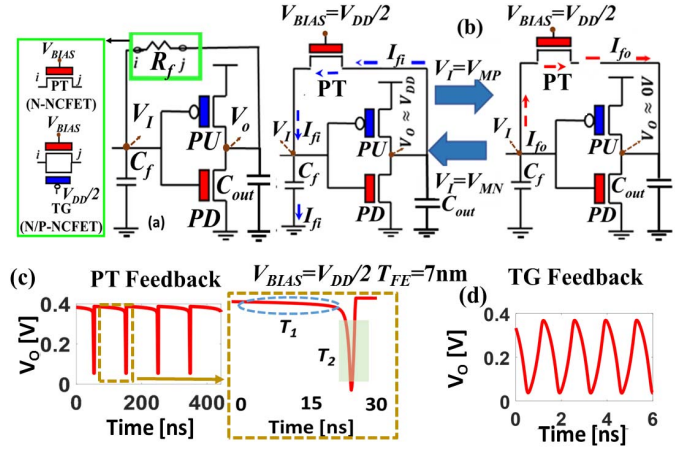 V_BIAS
i PT j
(N-NCFET)
V_BIAS
i j
V_DD/2
TG
(N/P-NCFET)
i R_f j
V_I
V_o
C_f
PU
C_out
PD
(a)
V_BIAS=V_DD/2
I_fi
PT
V_I
I_fi
V_O ≈ V_DD
PU
C_f
I_fi
PD
C_out
V_I=V_MP
V_I=V_MN
(b)
V_BIAS=V_DD/2
I_fo
PT
V_I
I_fo
V_O ≈ 0V
PU
C_f
C_out
PD
(c) PT Feedback
V_BIAS=V_DD/2 T_FE=7nm
V_O [V]
0.4
0.2
0
0 200 400
Time [ns]
T_1
T_2
0 15 30
Time [ns]
(d) TG Feedback
V_O [V]
0.4
0.2
0
0 2 4 6
Time [ns]